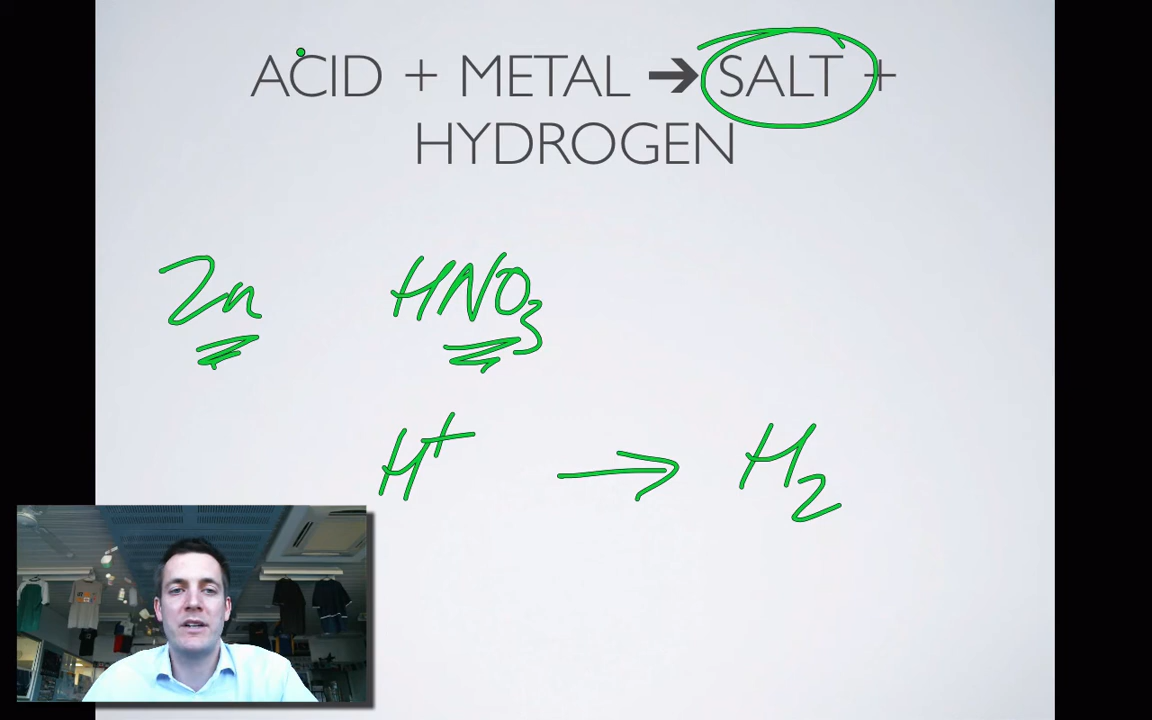 ACID + METAL ➔ SALT +
HYDROGEN
Zn HNO₃
H⁺ → H₂